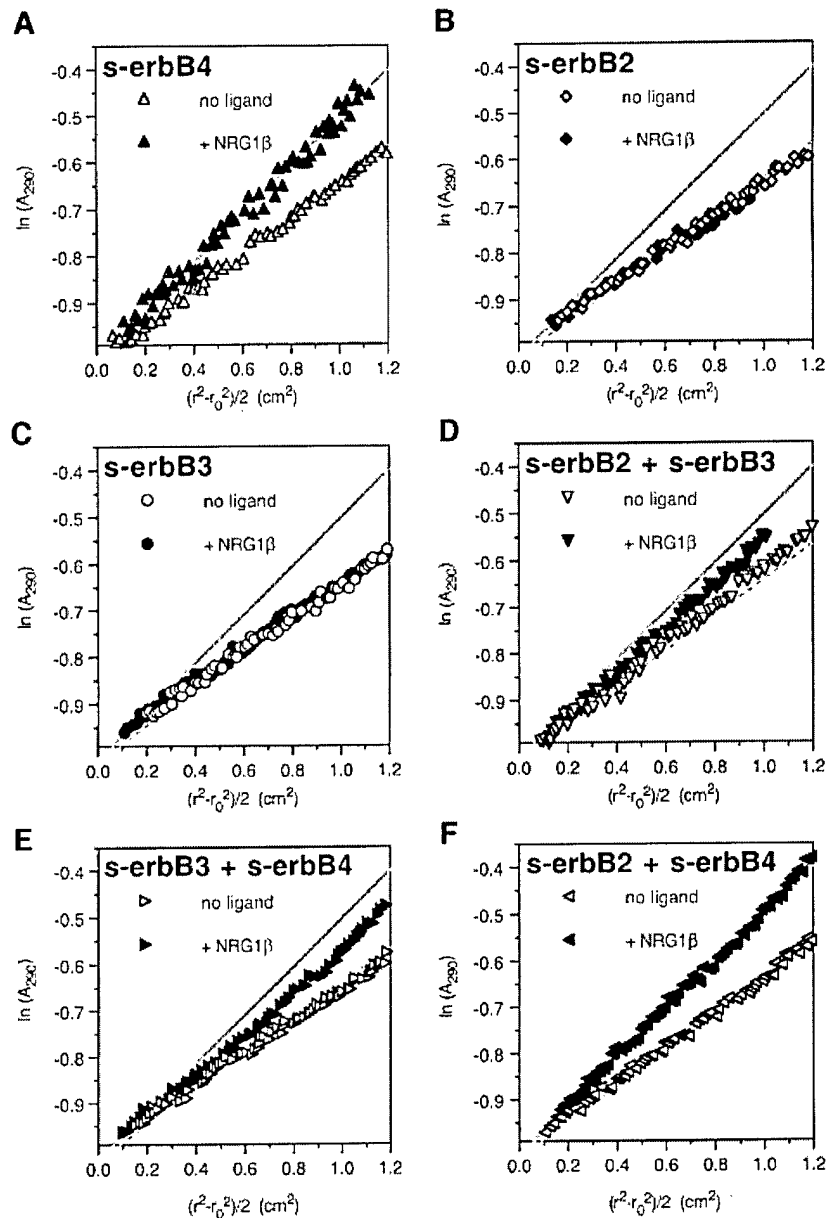 A
s-erbB4
no ligand
+ NRG1β
ln (A290)
-0.4
-0.5
-0.6
-0.7
-0.8
-0.9
0.0 0.2 0.4 0.6 0.8 1.0 1.2
(r²-r₀²)/2 (cm²)
B
s-erbB2
no ligand
+ NRG1β
ln (A290)
-0.4
-0.5
-0.6
-0.7
-0.8
-0.9
0.0 0.2 0.4 0.6 0.8 1.0 1.2
(r²-r₀²)/2 (cm²)
C
s-erbB3
no ligand
+ NRG1β
ln (A290)
-0.4
-0.5
-0.6
-0.7
-0.8
-0.9
0.0 0.2 0.4 0.6 0.8 1.0 1.2
(r²-r₀²)/2 (cm²)
D
s-erbB2 + s-erbB3
no ligand
+ NRG1β
ln (A290)
-0.4
-0.5
-0.6
-0.7
-0.8
-0.9
0.0 0.2 0.4 0.6 0.8 1.0 1.2
(r²-r₀²)/2 (cm²)
E
s-erbB3 + s-erbB4
no ligand
+ NRG1β
ln (A290)
-0.4
-0.5
-0.6
-0.7
-0.8
-0.9
0.0 0.2 0.4 0.6 0.8 1.0 1.2
(r²-r₀²)/2 (cm²)
F
s-erbB2 + s-erbB4
no ligand
+ NRG1β
ln (A290)
-0.4
-0.5
-0.6
-0.7
-0.8
-0.9
0.0 0.2 0.4 0.6 0.8 1.0 1.2
(r²-r₀²)/2 (cm²)